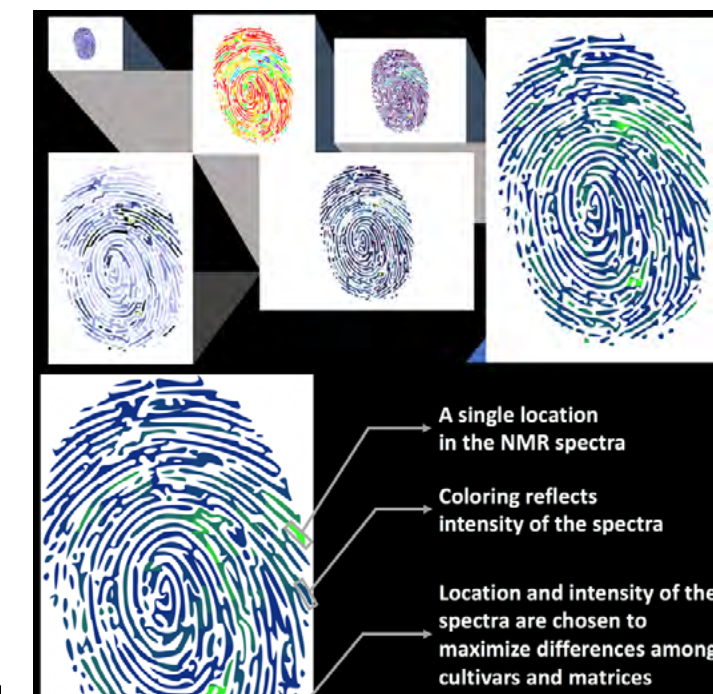 A single location
in the NMR spectra
Coloring reflects
intensity of the spectra
Location and intensity of the
spectra are chosen to
maximize differences among
cultivars and matrices